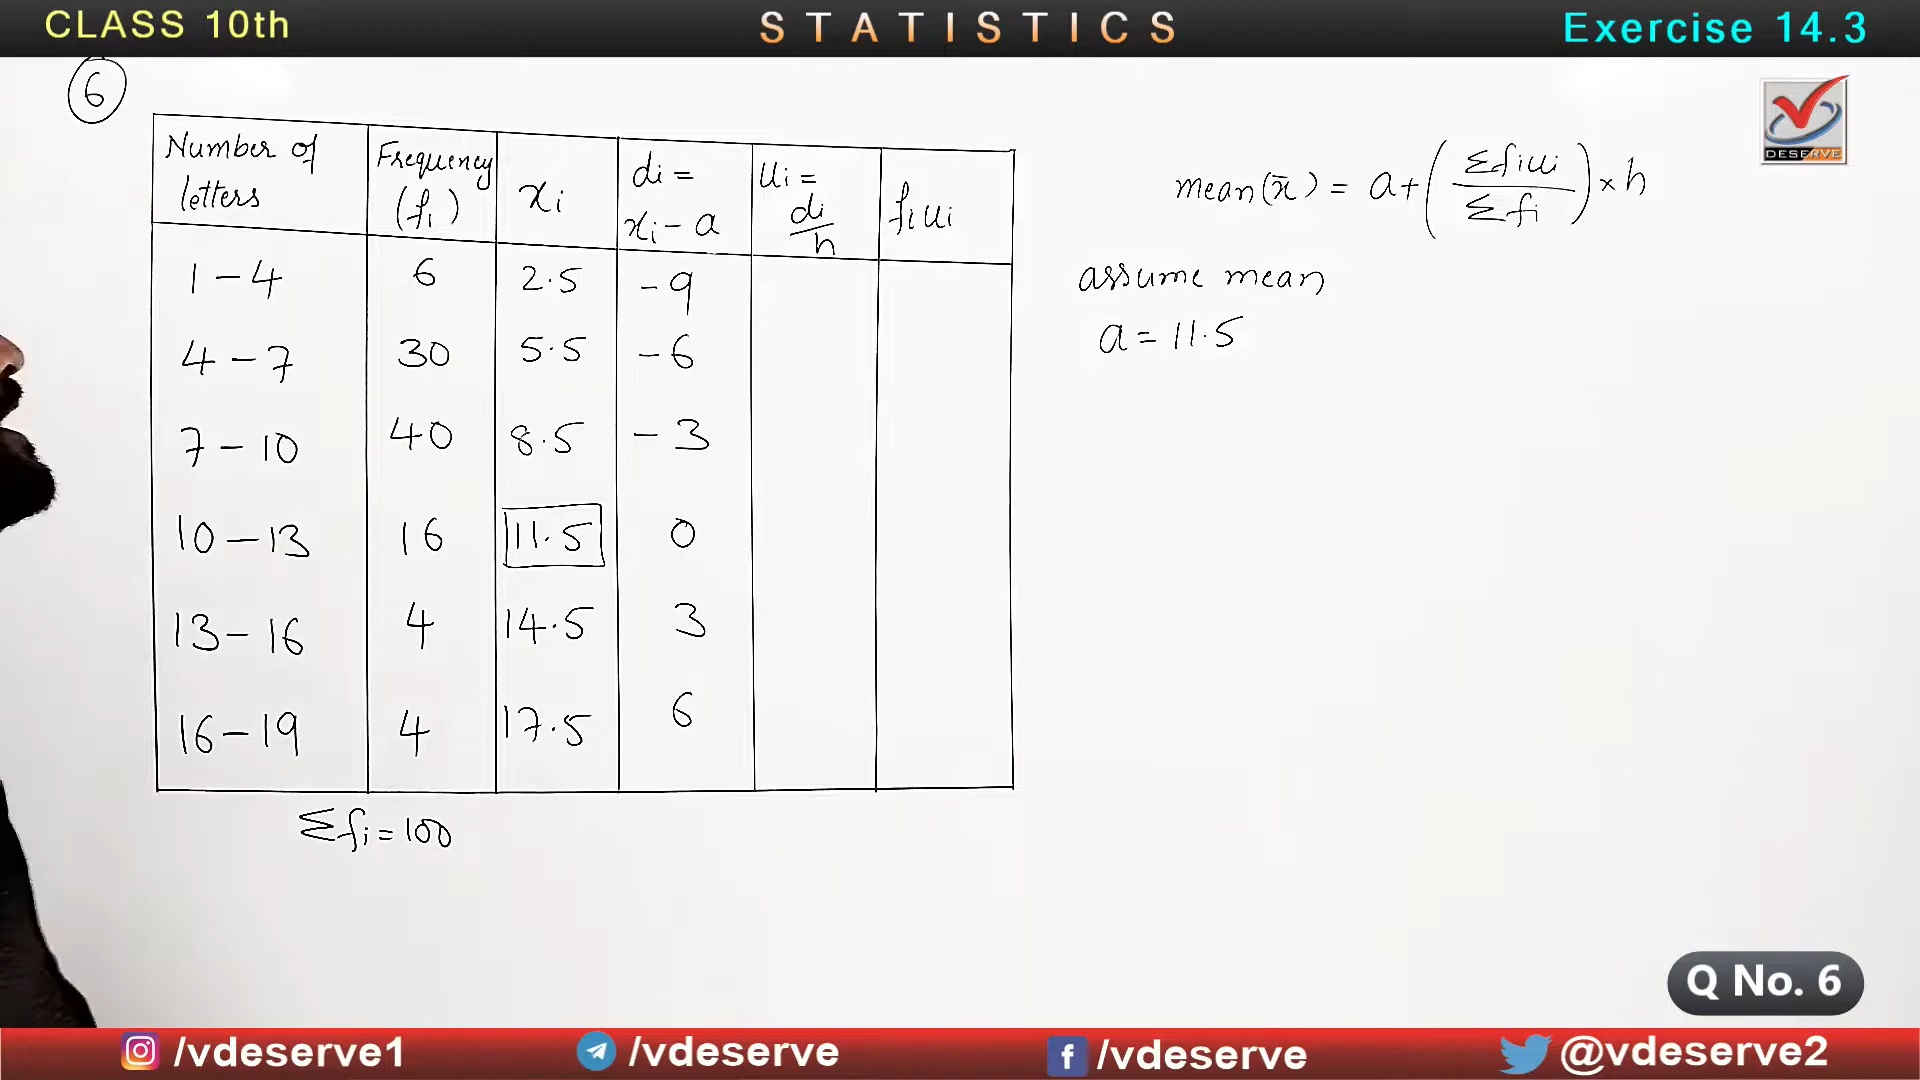 CLASS 10th
STATISTICS
Exercise 14.3
6
DESERVE
Number of letters
Frequency (fi)
xi
di = xi - a
ui = di/h
fiui
1 - 4 6 2.5 -9
4 - 7 30 5.5 -6
7 - 10 40 8.5 -3
10 - 13 16 11.5 0
13 - 16 4 14.5 3
16 - 19 4 17.5 6
Σfi = 100
mean (x̄) = a + (Σfiui / Σfi) × h
assume mean
a = 11.5
Q No. 6
/vdeserve1
/vdeserve
/vdeserve
@vdeserve2